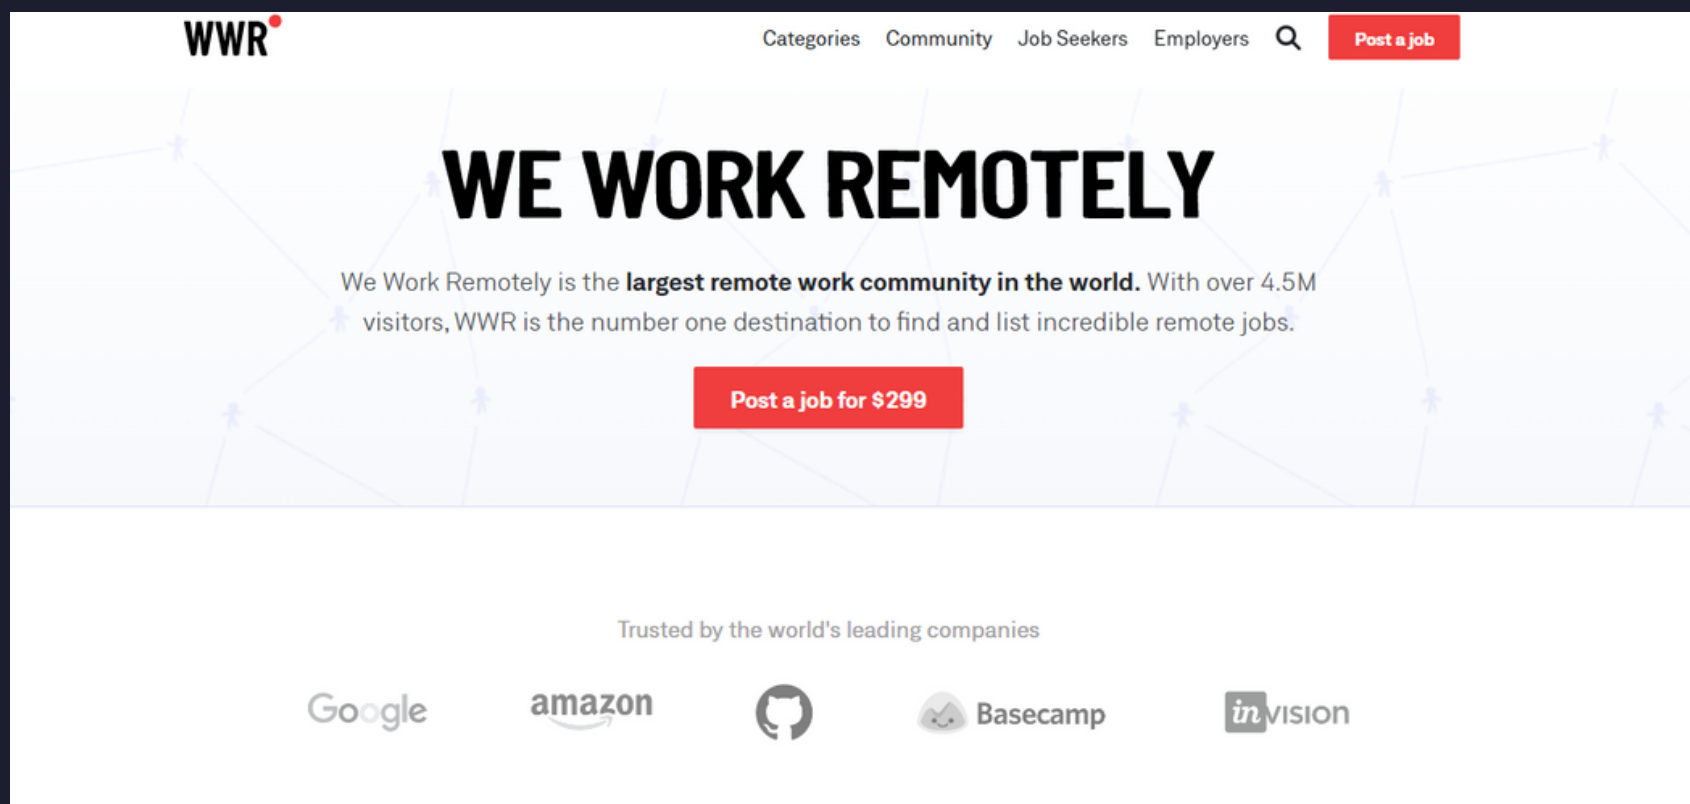 WWR
Categories Community Job Seekers Employers Post a job
WE WORK REMOTELY
We Work Remotely is the largest remote work community in the world. With over 4.5M
visitors, WWR is the number one destination to find and list incredible remote jobs.
Post a job for $299
Trusted by the world's leading companies
Google amazon Basecamp invision